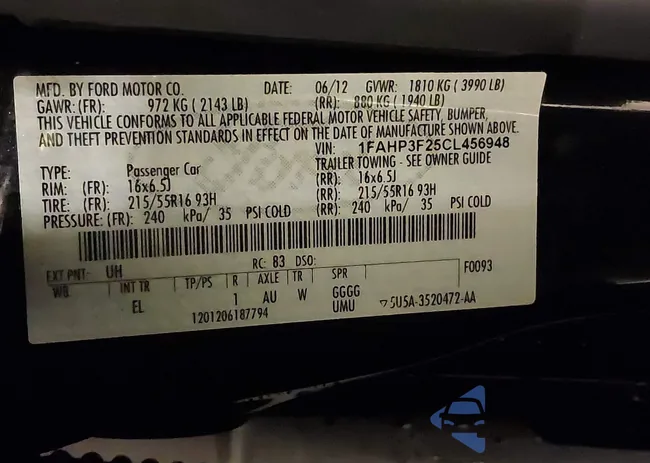 MFD. BY FORD MOTOR CO. DATE: 06/12 GVWR: 1810 KG ( 3990 LB)
GAWR: (FR): 972 KG ( 2143 LB) (RR): 880 KG ( 1940 LB)
THIS VEHICLE CONFORMS TO ALL APPLICABLE FEDERAL MOTOR VEHICLE SAFETY, BUMPER,
AND THEFT PREVENTION STANDARDS IN EFFECT ON THE DATE OF MANUFACTURE SHOWN ABOVE.
VIN: 1FAHP3F25CL456948
TYPE: Passenger Car TRAILER TOWING - SEE OWNER GUIDE
RIM: (FR): 16x6.5J (RR): 16x6.5J
TIRE: (FR): 215/55R16 93H (RR): 215/55R16 93H
PRESSURE: (FR): 240 kPa/ 35 PSI COLD (RR): 240 kPa/ 35 PSI COLD
EXT PNT: UH RC: 83 DSO: F0093
WB INT TR TP/PS R AXLE TR SPR
EL 1 AU W GGGG
UMU
1201206187794 5U5A-3520472-AA